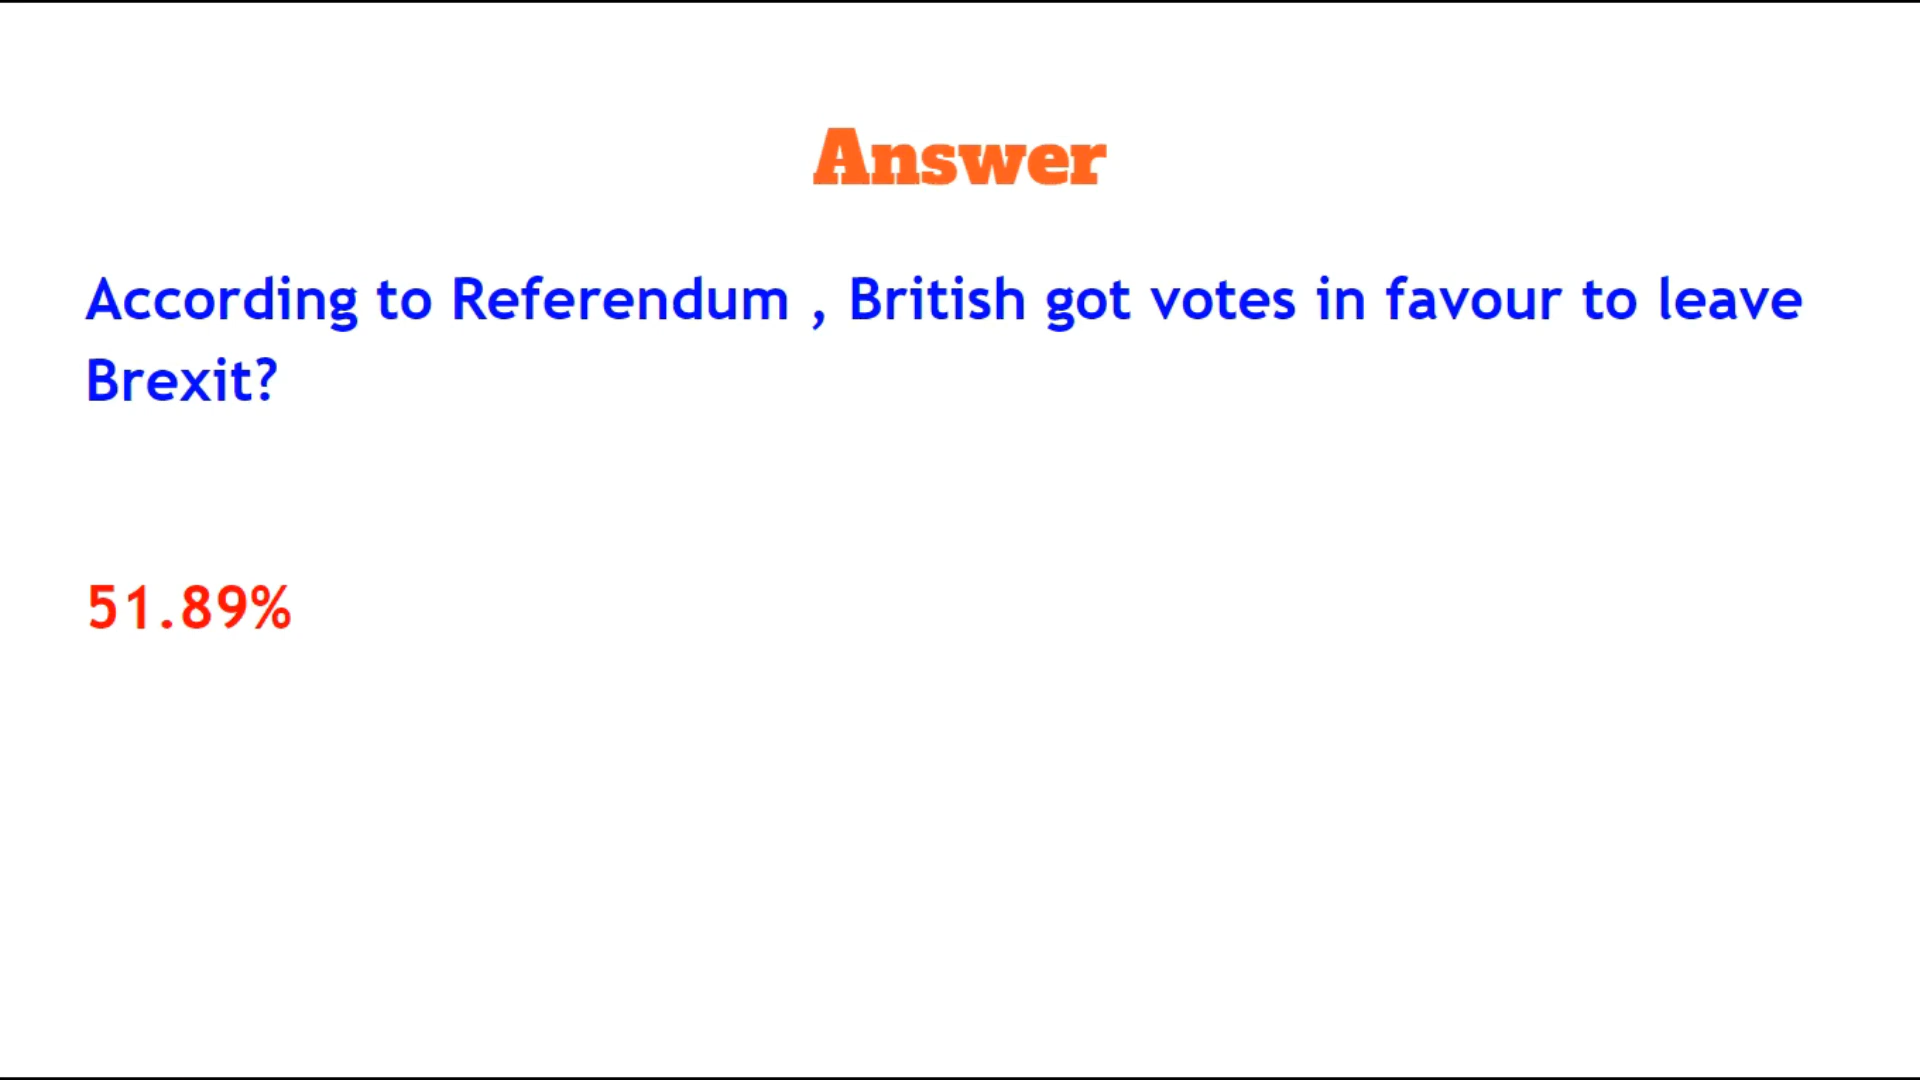 Answer
According to Referendum , British got votes in favour to leave
Brexit?
51.89%